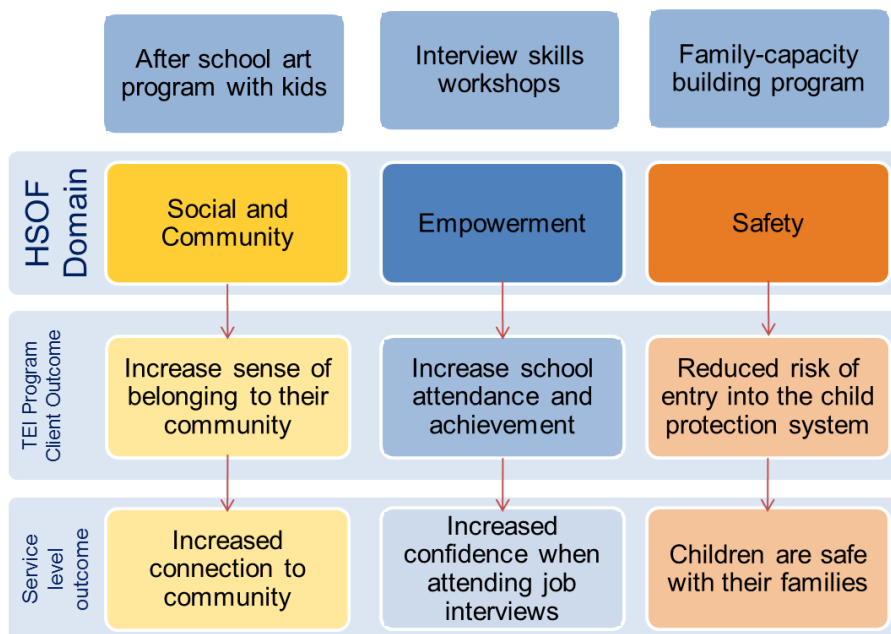 After school art
program with kids
Interview skills
workshops
Family-capacity
building program
HSOF
Domain
Social and
Community
Empowerment
Safety
TEI Program
Client Outcome
Increase sense of
belonging to their
community
Increase school
attendance and
achievement
Reduced risk of
entry into the child
protection system
Service
level
outcome
Increased
connection to
community
Increased
confidence when
attending job
interviews
Children are safe
with their families